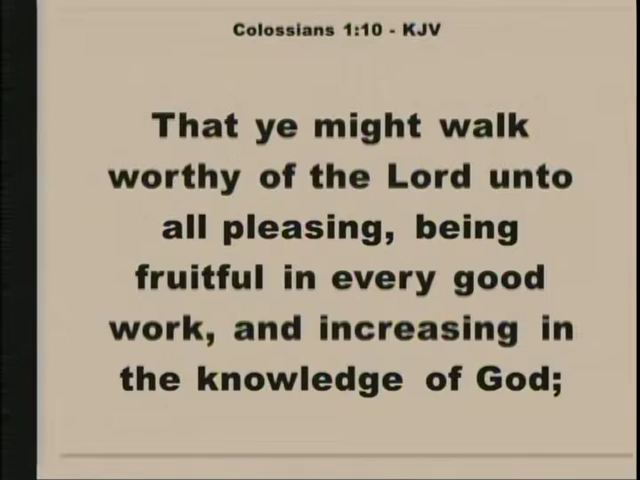 Colossians 1:10 - KJV
That ye might walk
worthy of the Lord unto
all pleasing, being
fruitful in every good
work, and increasing in
the knowledge of God;